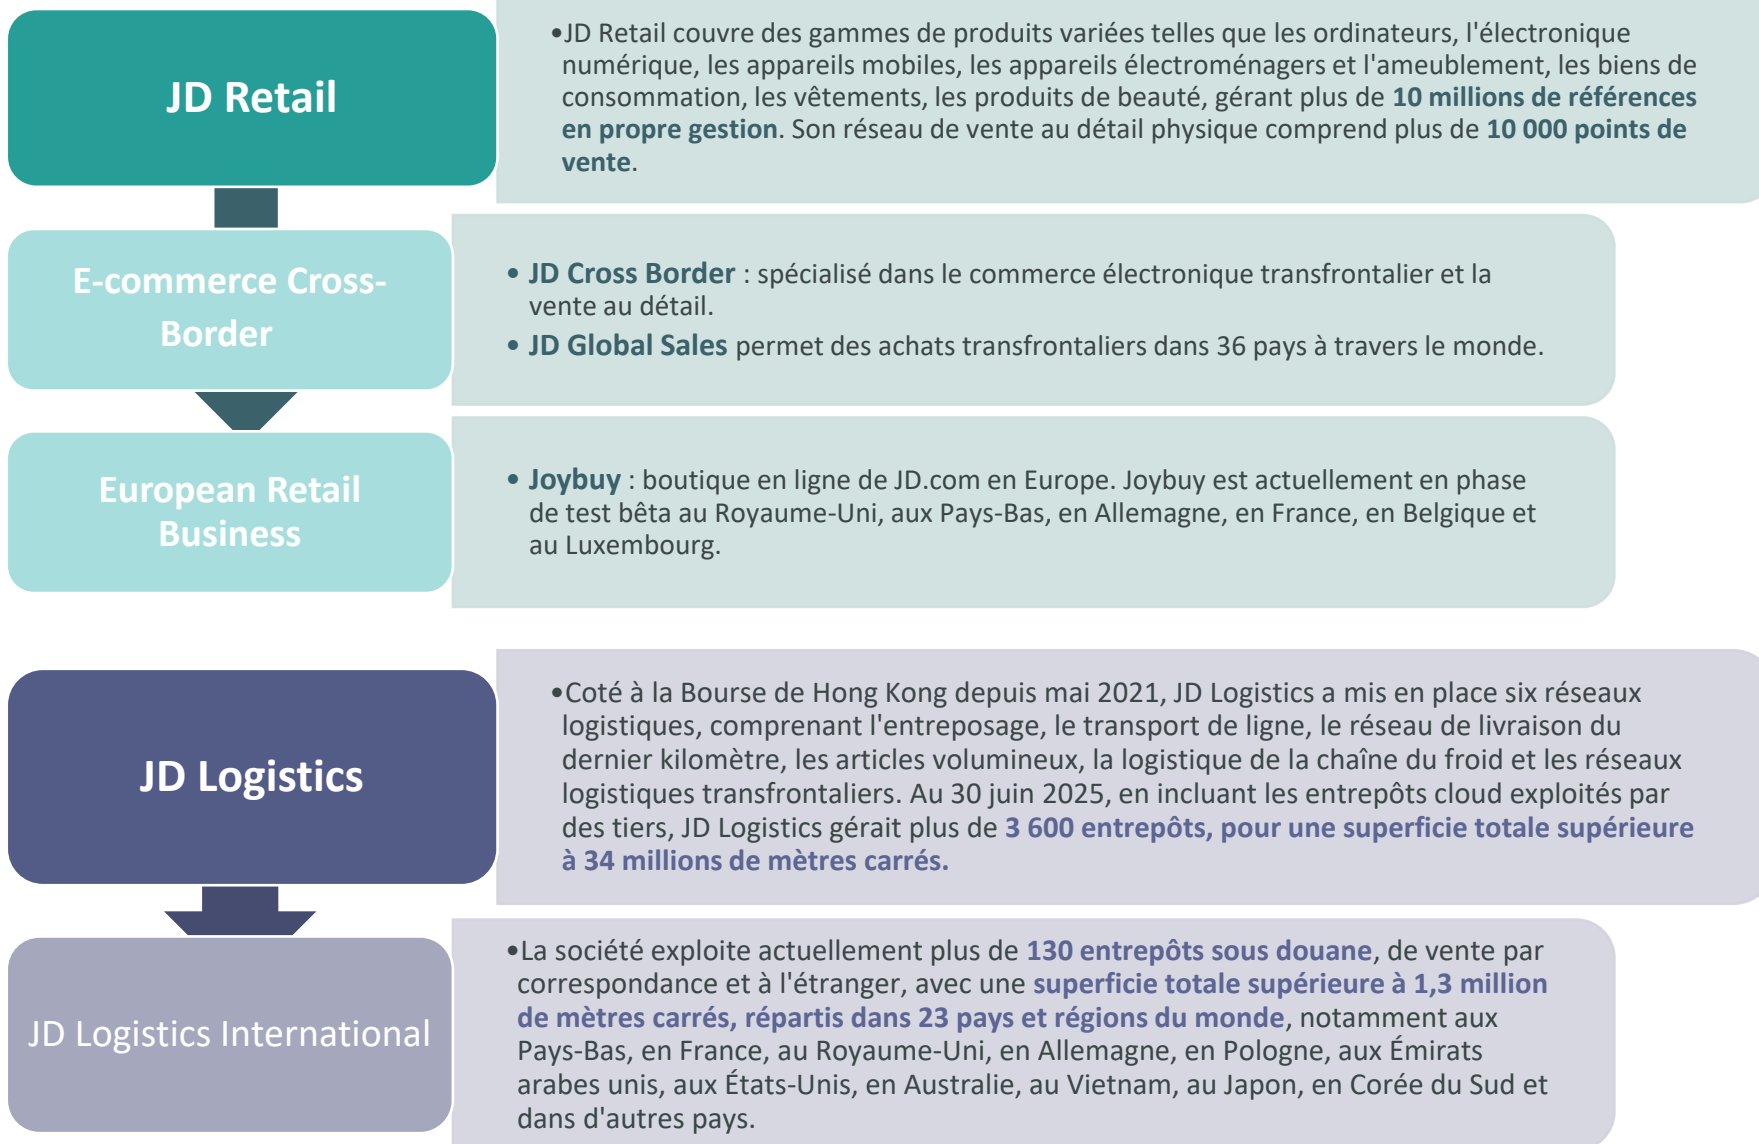 JD Retail
•JD Retail couvre des gammes de produits variées telles que les ordinateurs, l'électronique
numérique, les appareils mobiles, les appareils électroménagers et l'ameublement, les biens de
consommation, les vêtements, les produits de beauté, gérant plus de 10 millions de références
en propre gestion. Son réseau de vente au détail physique comprend plus de 10 000 points de
vente.
E-commerce Cross-
Border
• JD Cross Border : spécialisé dans le commerce électronique transfrontalier et la
vente au détail.
• JD Global Sales permet des achats transfrontaliers dans 36 pays à travers le monde.
European Retail
Business
• Joybuy : boutique en ligne de JD.com en Europe. Joybuy est actuellement en phase
de test bêta au Royaume-Uni, aux Pays-Bas, en Allemagne, en France, en Belgique et
au Luxembourg.
JD Logistics
•Coté à la Bourse de Hong Kong depuis mai 2021, JD Logistics a mis en place six réseaux
logistiques, comprenant l'entreposage, le transport de ligne, le réseau de livraison du
dernier kilomètre, les articles volumineux, la logistique de la chaîne du froid et les réseaux
logistiques transfrontaliers. Au 30 juin 2025, en incluant les entrepôts cloud exploités par
des tiers, JD Logistics gérait plus de 3 600 entrepôts, pour une superficie totale supérieure
à 34 millions de mètres carrés.
JD Logistics International
•La société exploite actuellement plus de 130 entrepôts sous douane, de vente par
correspondance et à l'étranger, avec une superficie totale supérieure à 1,3 million
de mètres carrés, répartis dans 23 pays et régions du monde, notamment aux
Pays-Bas, en France, au Royaume-Uni, en Allemagne, en Pologne, aux Émirats
arabes unis, aux États-Unis, en Australie, au Vietnam, au Japon, en Corée du Sud et
dans d'autres pays.